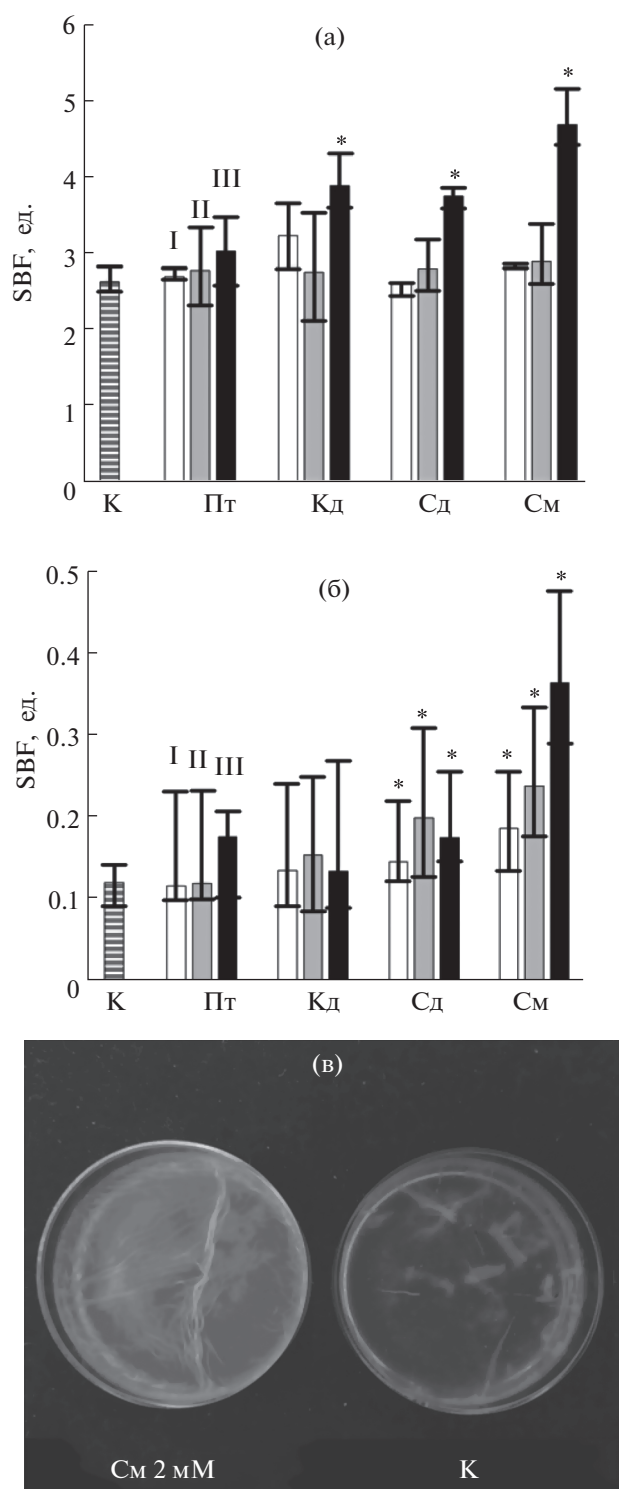 (а)
SBF, ед.
6
5
4
3
2
1
0
I
II
III
*
*
*
К
Пт
Кд
Сд
См
(б)
SBF, ед.
0.5
0.4
0.3
0.2
0.1
0
I
II
III
*
*
*
*
*
*
К
Пт
Кд
Сд
См
(в)
См 2 мМ
К